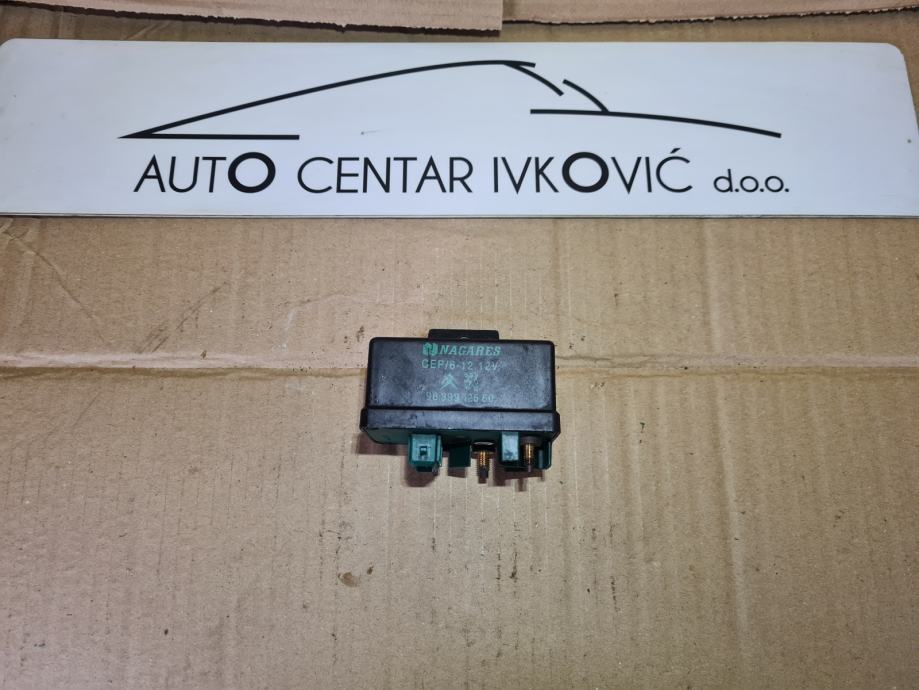 AUTO CENTAR IVKOVIĆ d.o.o.
NAGARES
CEP/6-12 12V